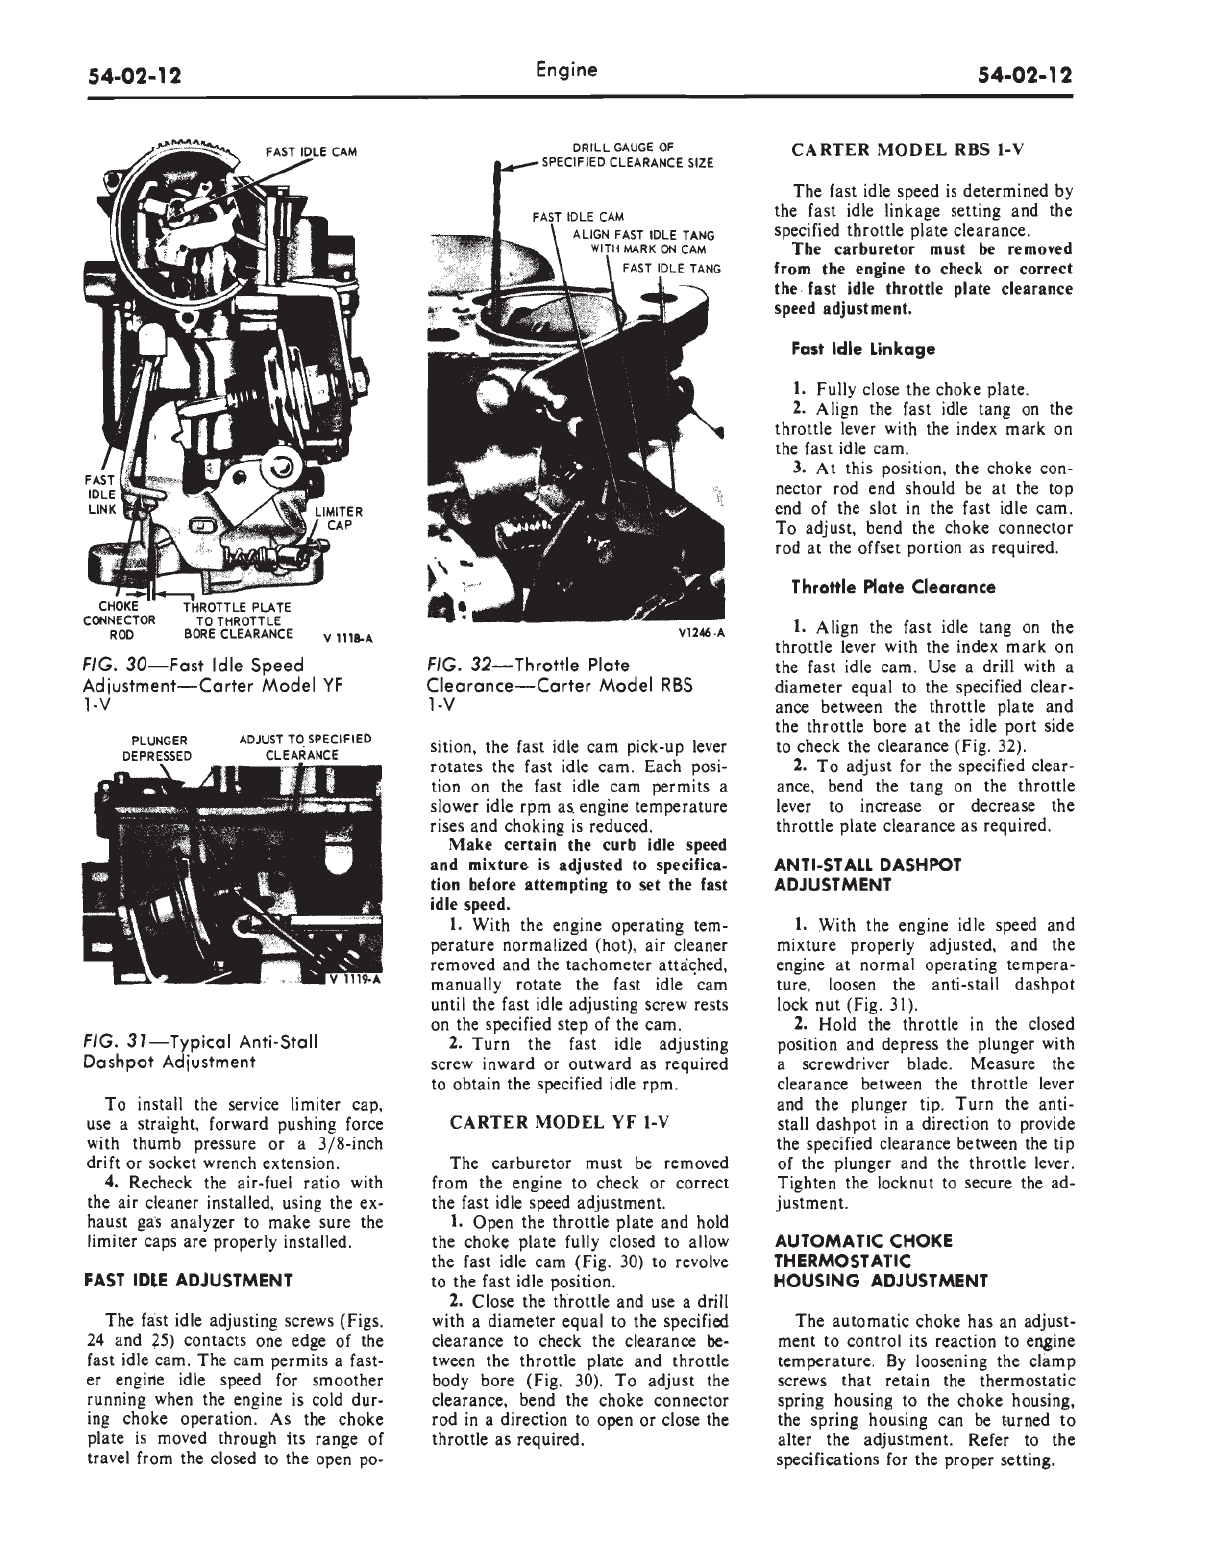 54-02-12
Engine
54-02-12
FAST IDLE CAM
FAST
IDLE
LINK
LIMITER
CAP
CHOKE
CONNECTOR
ROD
THROTTLE PLATE
TO THROTTLE
BORE CLEARANCE
V 1118-A
FIG. 30—Fast Idle Speed
Adjustment—Carter Model YF
1-V
PLUNGER
DEPRESSED
ADJUST TO SPECIFIED
CLEARANCE
V 1119-A
FIG. 31—Typical Anti-Stall
Dashpot Adjustment
To install the service limiter cap,
use a straight, forward pushing force
with thumb pressure or a 3/8-inch
drift or socket wrench extension.
4. Recheck the air-fuel ratio with
the air cleaner installed, using the ex-
haust gas analyzer to make sure the
limiter caps are properly installed.
FAST IDLE ADJUSTMENT
The fast idle adjusting screws (Figs.
24 and 25) contacts one edge of the
fast idle cam. The cam permits a fast-
er engine idle speed for smoother
running when the engine is cold dur-
ing choke operation. As the choke
plate is moved through its range of
travel from the closed to the open po-
DRILL GAUGE OF
SPECIFIED CLEARANCE SIZE
FAST IDLE CAM
ALIGN FAST IDLE TANG
WITH MARK ON CAM
FAST IDLE TANG
V1246-A
FIG. 32—Throttle Plate
Clearance—Carter Model RBS
1-V
sition, the fast idle cam pick-up lever
rotates the fast idle cam. Each posi-
tion on the fast idle cam permits a
slower idle rpm as engine temperature
rises and choking is reduced.
Make certain the curb idle speed
and mixture is adjusted to specifica-
tion before attempting to set the fast
idle speed.
1. With the engine operating tem-
perature normalized (hot), air cleaner
removed and the tachometer attached,
manually rotate the fast idle cam
until the fast idle adjusting screw rests
on the specified step of the cam.
2. Turn the fast idle adjusting
screw inward or outward as required
to obtain the specified idle rpm.
CARTER MODEL YF 1-V
The carburetor must be removed
from the engine to check or correct
the fast idle speed adjustment.
1. Open the throttle plate and hold
the choke plate fully closed to allow
the fast idle cam (Fig. 30) to revolve
to the fast idle position.
2. Close the throttle and use a drill
with a diameter equal to the specified
clearance to check the clearance be-
tween the throttle plate and throttle
body bore (Fig. 30). To adjust the
clearance, bend the choke connector
rod in a direction to open or close the
throttle as required.
CARTER MODEL RBS 1-V
The fast idle speed is determined by
the fast idle linkage setting and the
specified throttle plate clearance.
The carburetor must be removed
from the engine to check or correct
the fast idle throttle plate clearance
speed adjustment.
Fast Idle Linkage
1. Fully close the choke plate.
2. Align the fast idle tang on the
throttle lever with the index mark on
the fast idle cam.
3. At this position, the choke con-
nector rod end should be at the top
end of the slot in the fast idle cam.
To adjust, bend the choke connector
rod at the offset portion as required.
Throttle Plate Clearance
1. Align the fast idle tang on the
throttle lever with the index mark on
the fast idle cam. Use a drill with a
diameter equal to the specified clear-
ance between the throttle plate and
the throttle bore at the idle port side
to check the clearance (Fig. 32).
2. To adjust for the specified clear-
ance, bend the tang on the throttle
lever to increase or decrease the
throttle plate clearance as required.
ANTI-STALL DASHPOT
ADJUSTMENT
1. With the engine idle speed and
mixture properly adjusted, and the
engine at normal operating tempera-
ture, loosen the anti-stall dashpot
lock nut (Fig. 31).
2. Hold the throttle in the closed
position and depress the plunger with
a screwdriver blade. Measure the
clearance between the throttle lever
and the plunger tip. Turn the anti-
stall dashpot in a direction to provide
the specified clearance between the tip
of the plunger and the throttle lever.
Tighten the locknut to secure the ad-
justment.
AUTOMATIC CHOKE
THERMOSTATIC
HOUSING ADJUSTMENT
The automatic choke has an adjust-
ment to control its reaction to engine
temperature. By loosening the clamp
screws that retain the thermostatic
spring housing to the choke housing,
the spring housing can be turned to
alter the adjustment. Refer to the
specifications for the proper setting.